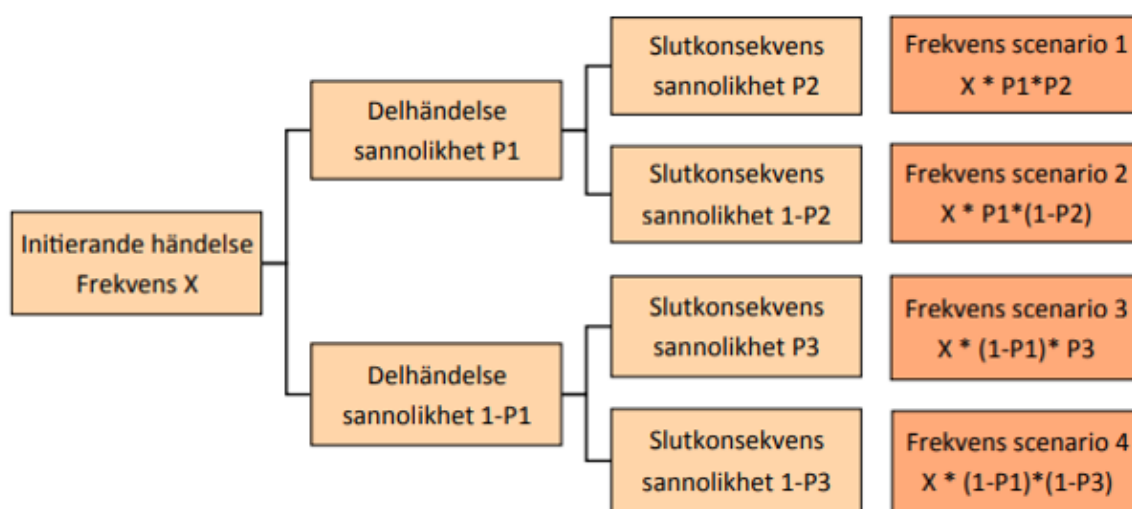 Initierande händelse
Frekvens X
Delhändelse
sannolikhet P1
Delhändelse
sannolikhet 1-P1
Slutkonsekvens
sannolikhet P2
Slutkonsekvens
sannolikhet 1-P2
Slutkonsekvens
sannolikhet P3
Slutkonsekvens
sannolikhet 1-P3
Frekvens scenario 1
X * P1*P2
Frekvens scenario 2
X * P1*(1-P2)
Frekvens scenario 3
X * (1-P1)* P3
Frekvens scenario 4
X * (1-P1)*(1-P3)